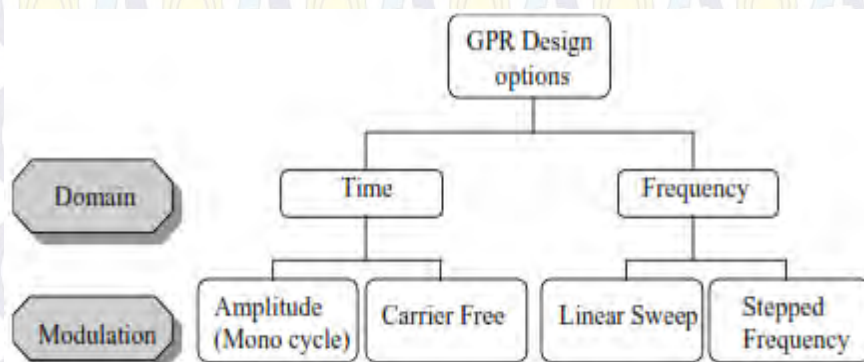 GPR Design
options
Domain
Time
Frequency
Modulation
Amplitude
(Mono cycle)
Carrier Free
Linear Sweep
Stepped
Frequency